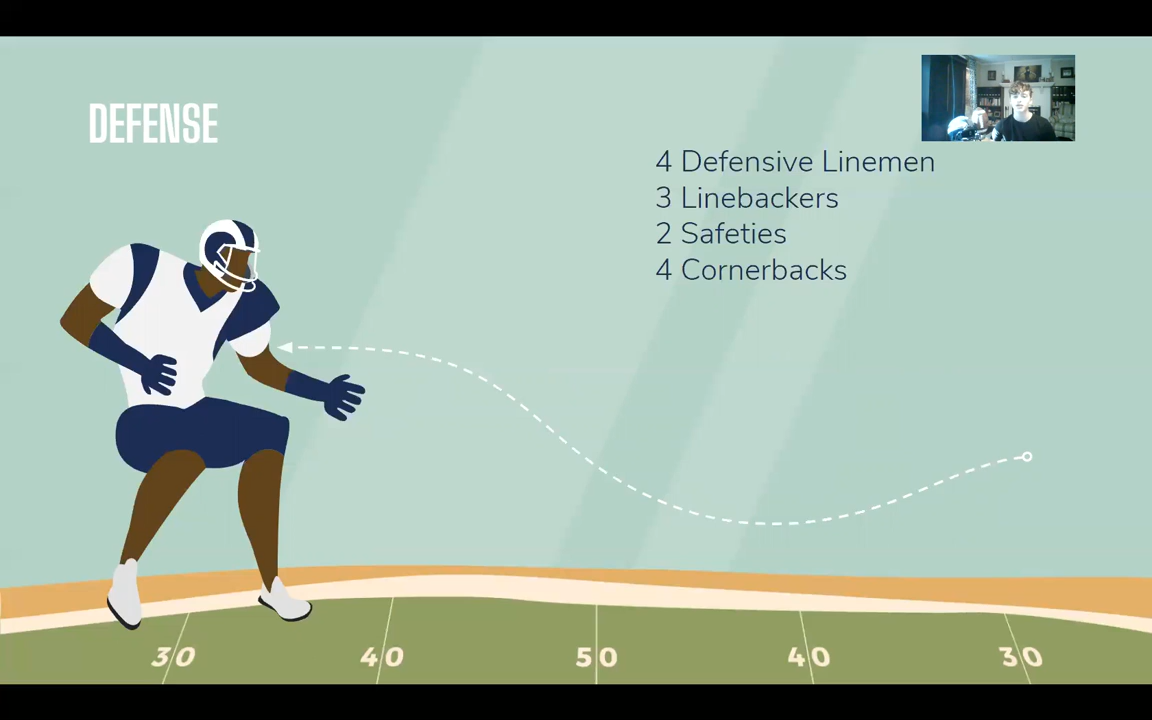 DEFENSE
4 Defensive Linemen
3 Linebackers
2 Safeties
4 Cornerbacks
30 40 50 40 30